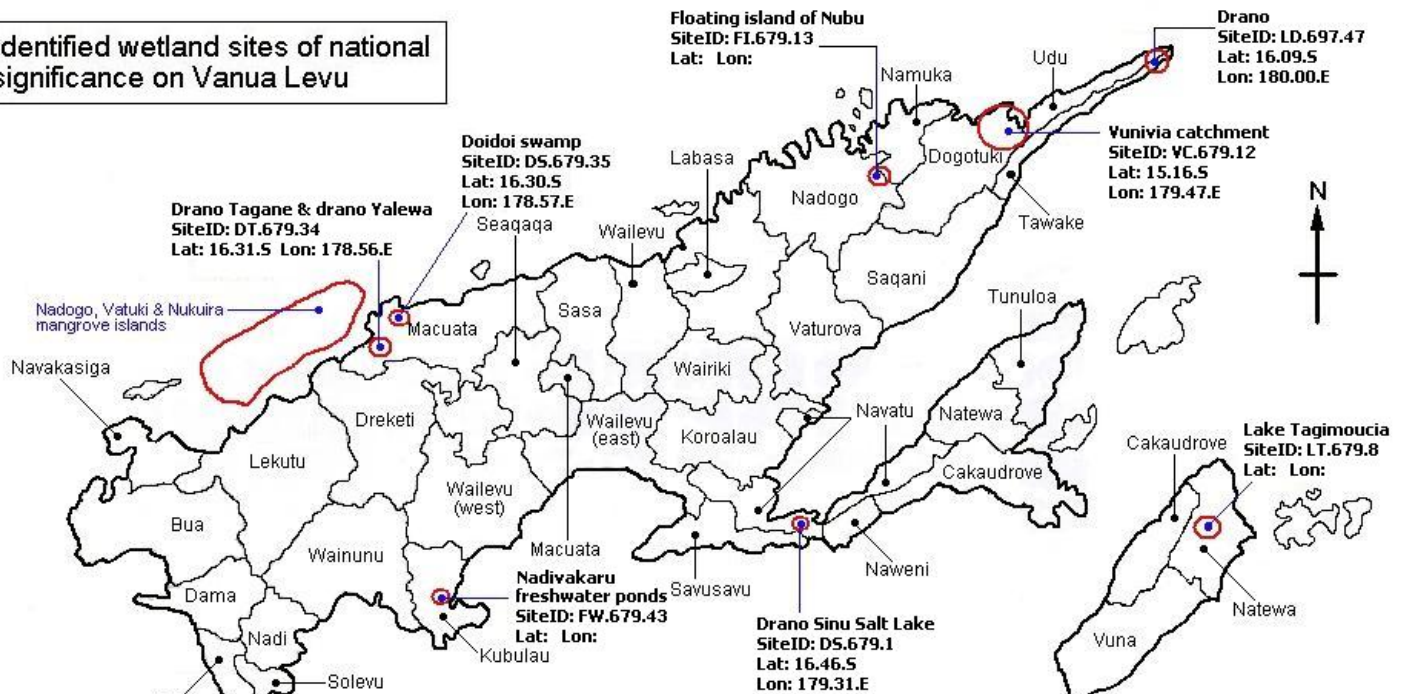 dentified wetland sites of national
significance on Vanua Levu
Floating island of Nubu
SiteID: FI.679.13
Lat: Lon:
Drano
SiteID: LD.697.47
Lat: 16.09.S
Lon: 180.00.E
Udu
Namuka
Doidoi swamp
SiteID: DS.679.35
Lat: 16.30.S
Lon: 178.57.E
Labasa
Dogotuki
Vunivia catchment
SiteID: VC.679.12
Lat: 15.16.S
Lon: 179.47.E
N
Nadogo
Tawake
Drano Tagane & drano Yalewa
SiteID: DT.679.34
Lat: 16.31.S Lon: 178.56.E
Seaqaqa
Wailevu
Saqani
Tunuloa
Nadogo, Vatuki & Nukuira
mangrove islands
Sasa
Macuata
Vaturova
Navakasiga
Wairiki
Dreketi
Wailevu
(east)
Koroalau
Navatu
Natewa
Cakaudrove
Lake Tagimoucia
SiteID: LT.679.8
Lat: Lon:
Lekutu
Cakaudrove
Wailevu
(west)
Bua
Wainunu
Macuata
Savusavu
Naweni
Nadivakaru
freshwater ponds
SiteID: FW.679.43
Lat: Lon:
Dama
Natewa
Nadi
Kubulau
Drano Sinu Salt Lake
SiteID: DS.679.1
Lat: 16.46.S
Lon: 179.31.E
Vuna
Solevu